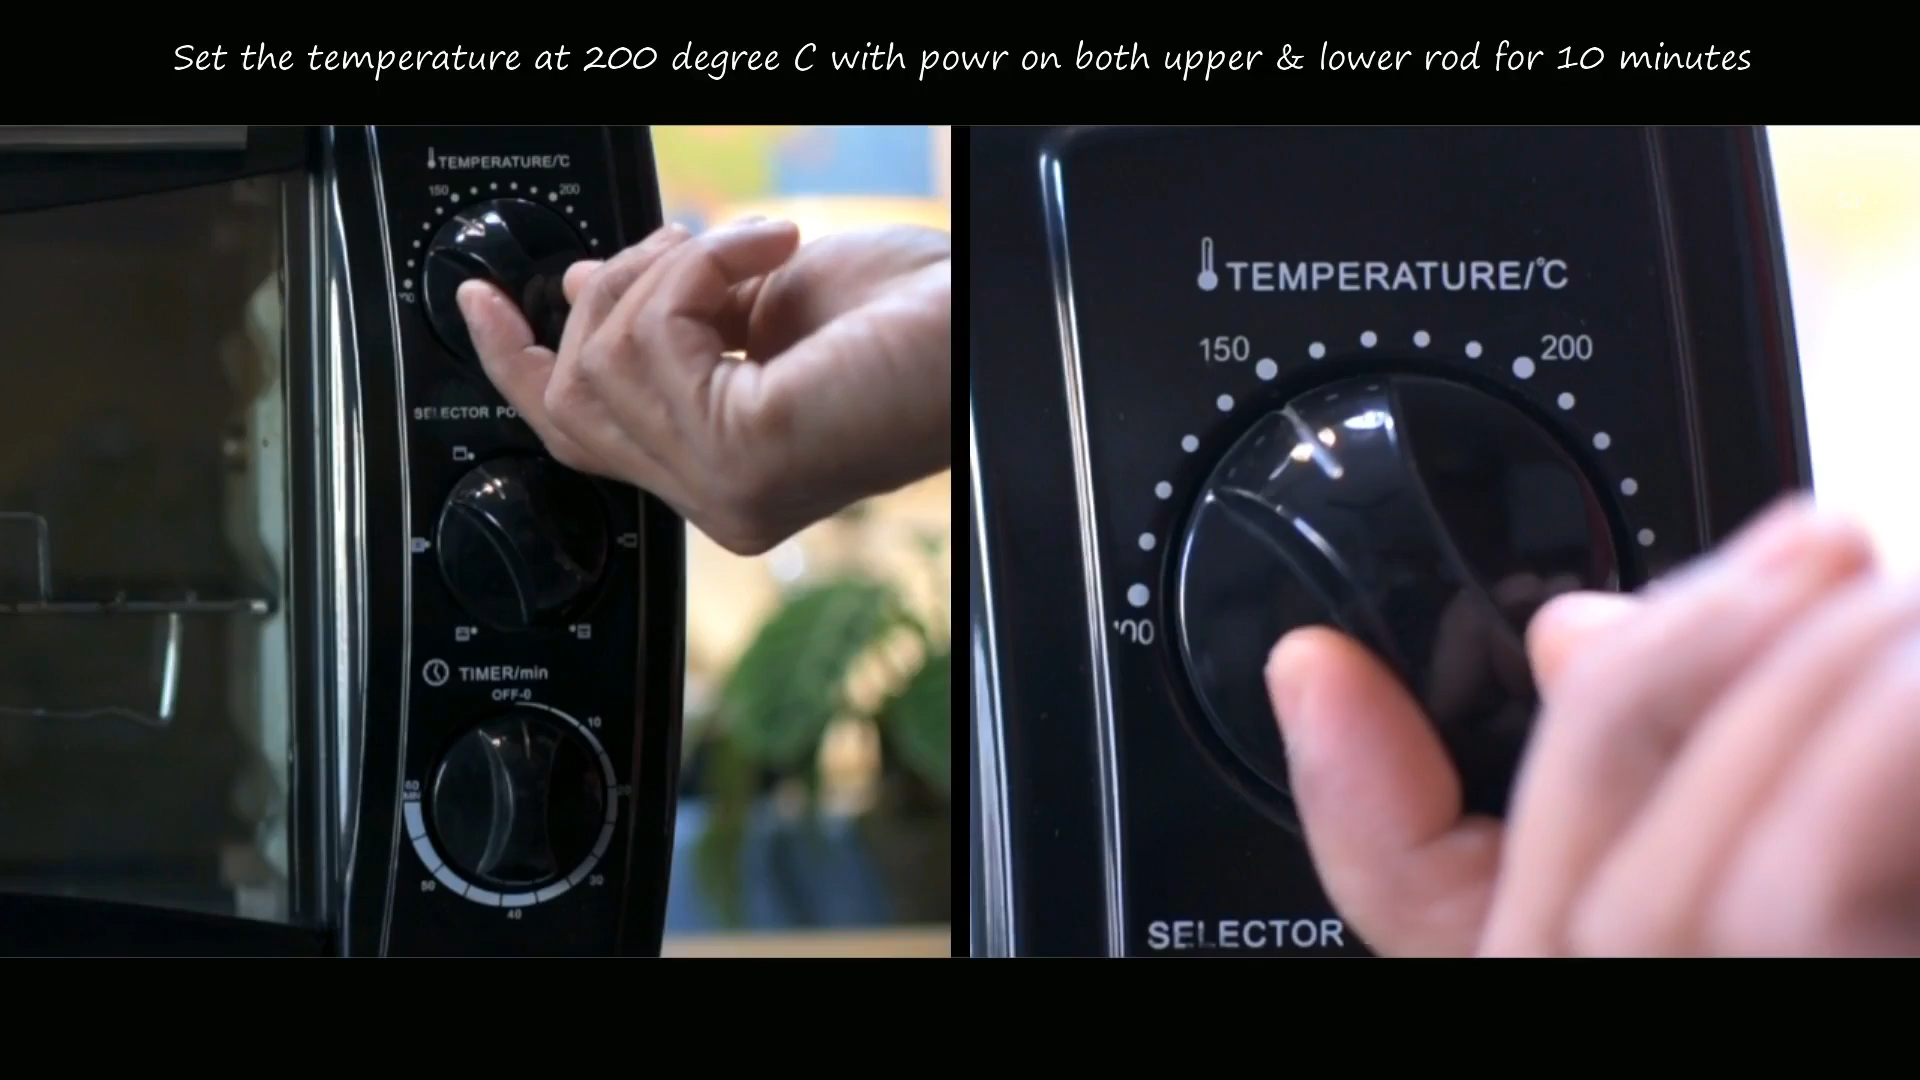 Set the temperature at 200 degree C with powr on both upper & lower rod for 10 minutes
TEMPERATURE/°C
150 200
SELECTOR
TIMER/min
OFF-0
10
20
30
40
50
60
MIN
TEMPERATURE/°C
150 200
SELECTOR